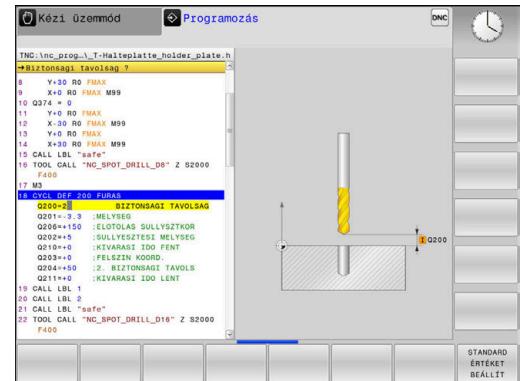 Kézi üzemmód
Programozás
DNC
TNC:\nc_prog…\_T-Halteplatte_holder_plate.h
→Biztonsagi tavolsag ?
8 Y+30 R0 FMAX
9 X+0 R0 FMAX M99
10 Q374 = 0
11 Y+0 R0 FMAX
12 X-30 R0 FMAX M99
13 Y+0 R0 FMAX
14 X+30 R0 FMAX M99
15 CALL LBL "safe"
16 TOOL CALL "NC_SPOT_DRILL_D8" Z S2000
F400
17 M3
18 CYCL DEF 200 FURAS
Q200=2 BIZTONSAGI TAVOLSAG
Q201=-3.3 ;MELYSEG
Q206=+150 ;ELOTOLAS SULLYSZTKOR
Q202=+5 ;SULLYESZTESI MELYSEG
Q210=+0 ;KIVARASI IDO FENT
Q203=+0 ;FELSZIN KOORD.
Q204=+50 ;2. BIZTONSAGI TAVOLS
Q211=+0 ;KIVARASI IDO LENT
19 CALL LBL 1
20 CALL LBL 2
21 CALL LBL "safe"
22 TOOL CALL "NC_SPOT_DRILL_D16" Z S2000
F400
I Q200
STANDARD
ÉRTÉKET
BEÁLLÍT